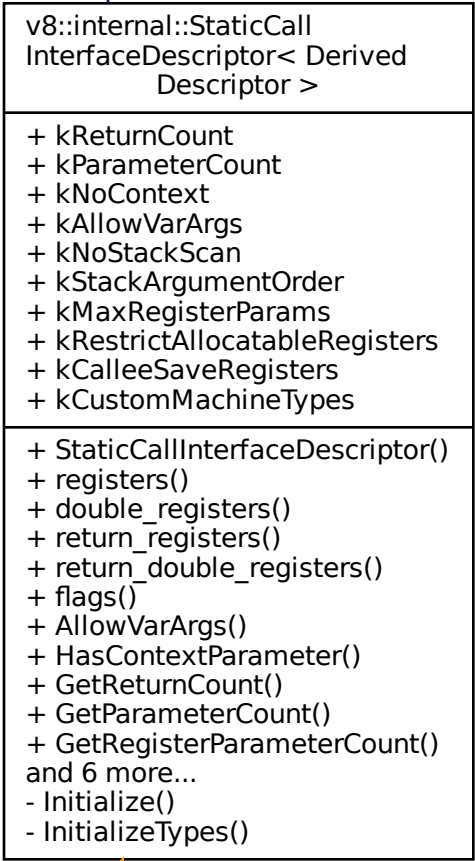 v8::internal::StaticCall
InterfaceDescriptor< Derived
Descriptor >
+ kReturnCount
+ kParameterCount
+ kNoContext
+ kAllowVarArgs
+ kNoStackScan
+ kStackArgumentOrder
+ kMaxRegisterParams
+ kRestrictAllocatableRegisters
+ kCalleeSaveRegisters
+ kCustomMachineTypes
+ StaticCallInterfaceDescriptor()
+ registers()
+ double_registers()
+ return_registers()
+ return_double_registers()
+ flags()
+ AllowVarArgs()
+ HasContextParameter()
+ GetReturnCount()
+ GetParameterCount()
+ GetRegisterParameterCount()
and 6 more...
- Initialize()
- InitializeTypes()